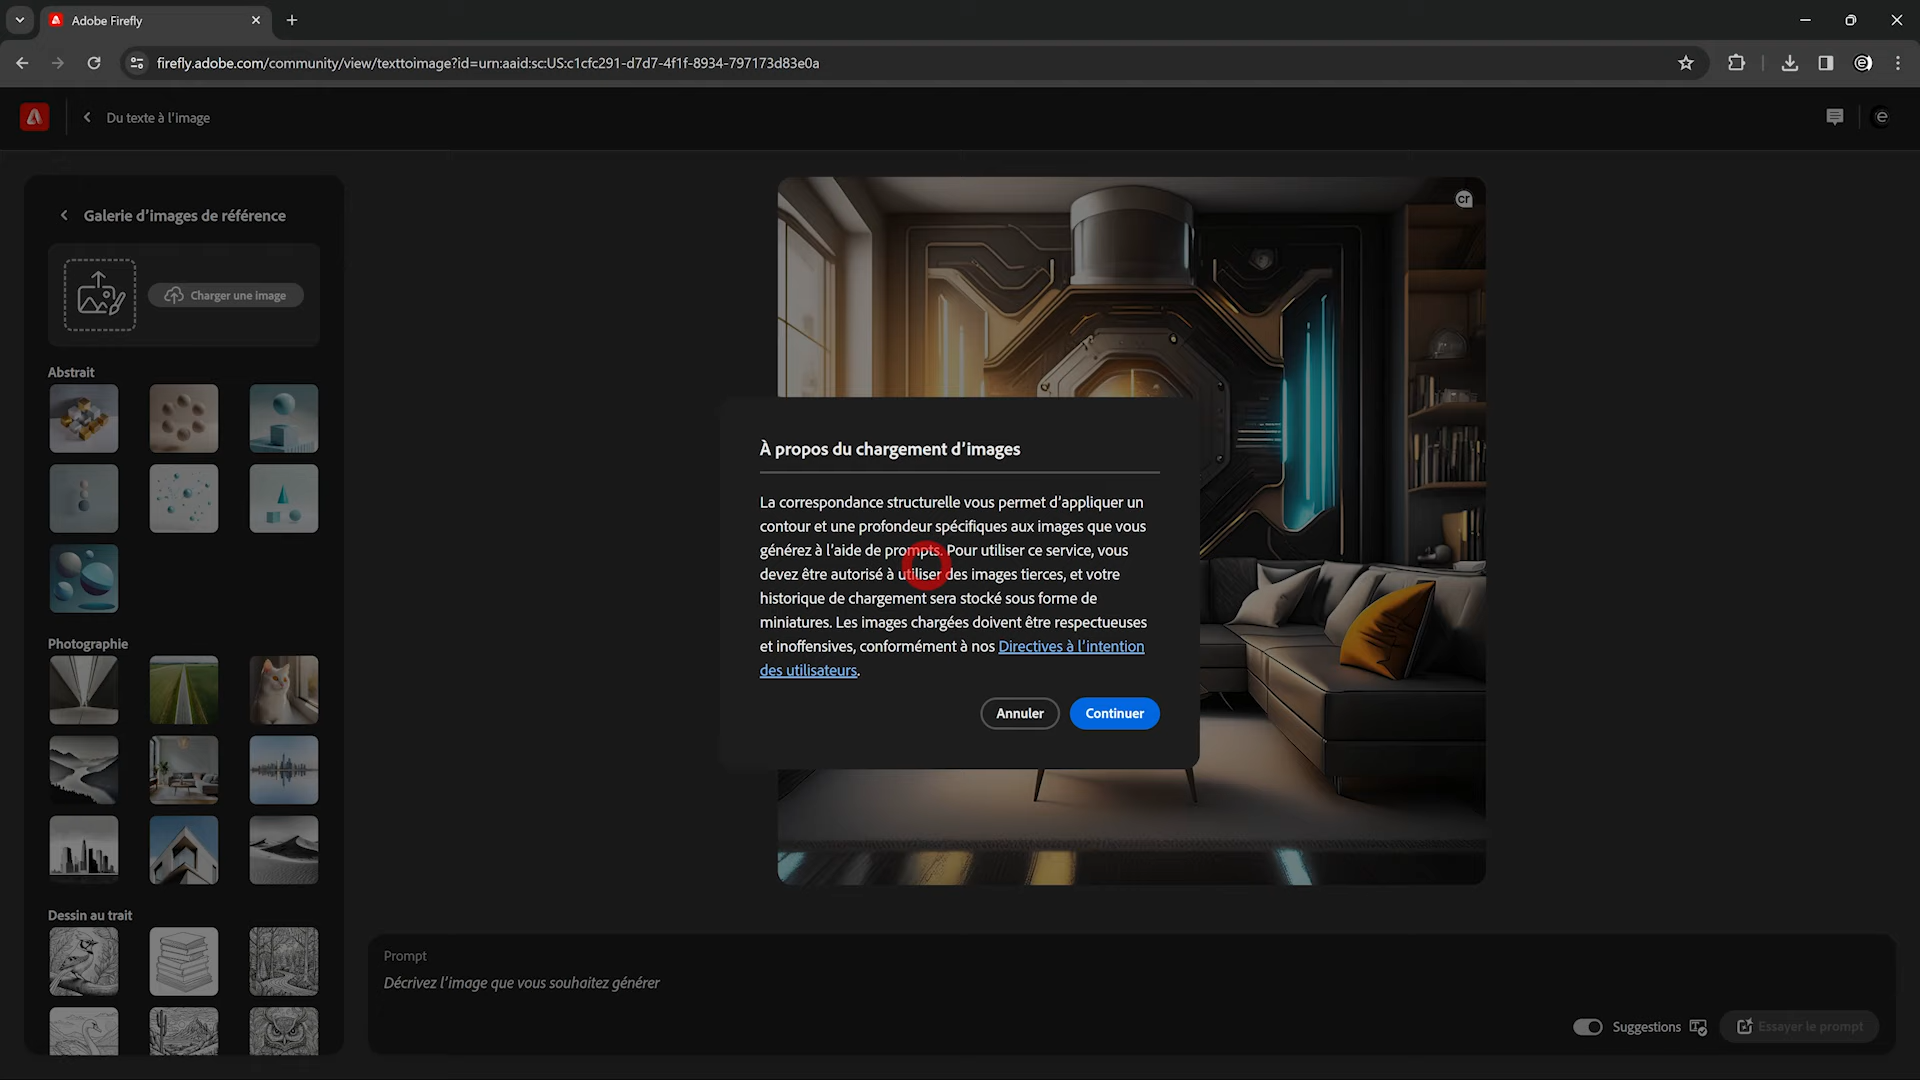 Adobe Firefly
firefly.adobe.com/community/view/texttoimage?id=urn:aaid:sc:US:c1cfc291-d7d7-4f1f-8934-797173d83e0a
Du texte à l'image
Galerie d'images de référence
Charger une image
Abstrait
Photographie
Dessin au trait
cr
À propos du chargement d'images
La correspondance structurelle vous permet d'appliquer un
contour et une profondeur spécifiques aux images que vous
générez à l'aide de prompts. Pour utiliser ce service, vous
devez être autorisé à utiliser des images tierces, et votre
historique de chargement sera stocké sous forme de
miniatures. Les images chargées doivent être respectueuses
et inoffensives, conformément à nos Directives à l'intention
des utilisateurs.
Annuler
Continuer
Prompt
Décrivez l'image que vous souhaitez générer
Suggestions
Essayer le prompt